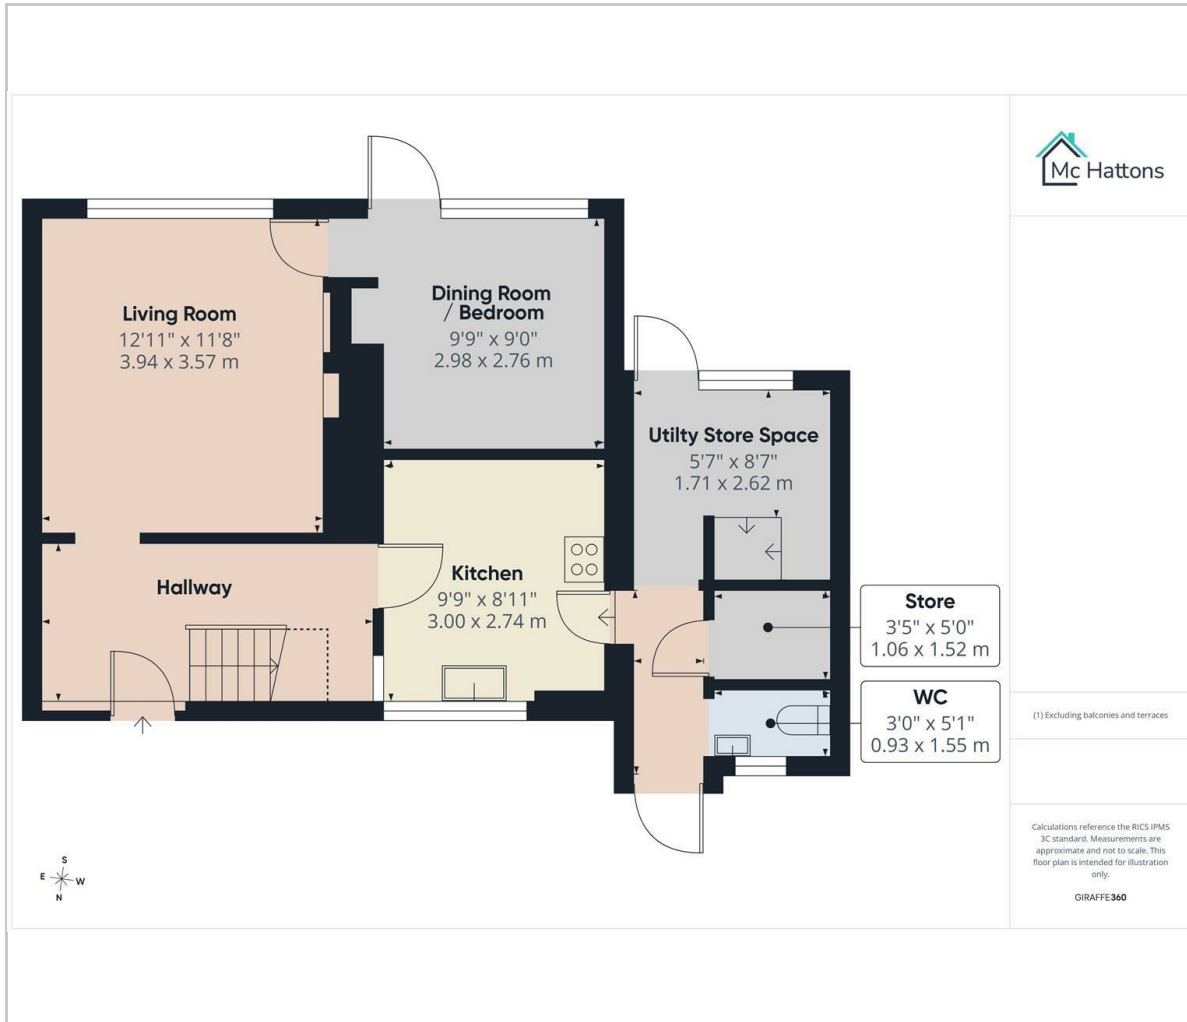 Mc Hattons
Living Room
12'11" x 11'8"
3.94 x 3.57 m
Dining Room
/ Bedroom
9'9" x 9'0"
2.98 x 2.76 m
Utilty Store Space
5'7" x 8'7"
1.71 x 2.62 m
Hallway
Kitchen
9'9" x 8'11"
3.00 x 2.74 m
Store
3'5" x 5'0"
1.06 x 1.52 m
WC
3'0" x 5'1"
0.93 x 1.55 m
(1) Excluding balconies and terraces
Calculations reference the RICS IPMS
3C standard. Measurements are
approximate and not to scale. This
floor plan is intended for illustration
only.
GIRAFFE360
S
E W
N